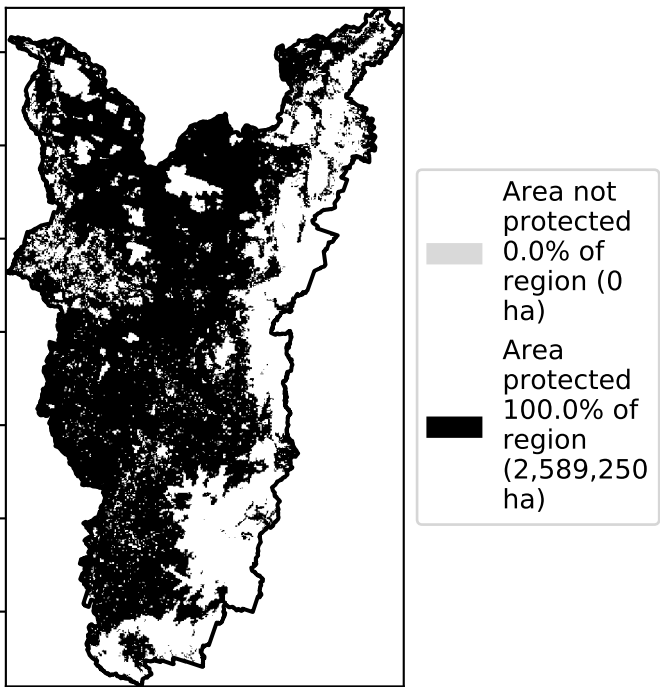 Area not
protected
0.0% of
region (0
ha)
Area
protected
100.0% of
region
(2,589,250
ha)